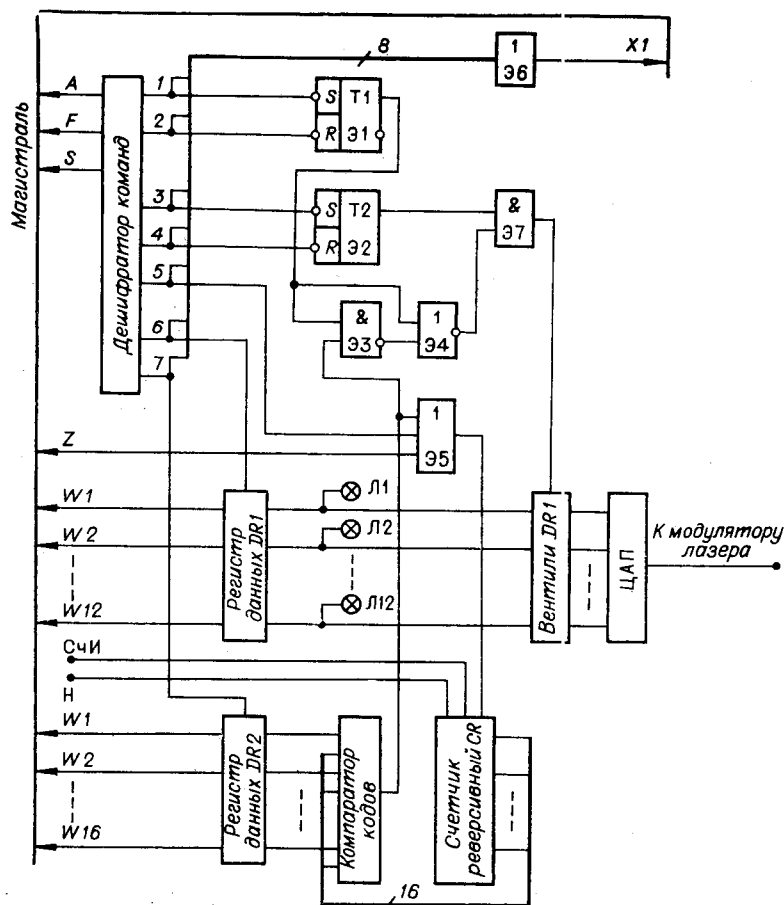 8
1
Э6
X1
Магистраль
A
F
S
Дешифратор команд
1
2
3
4
5
6
7
S
T1
R
Э1
S
T2
R
Э2
&
Э7
&
Э3
1
Э4
1
Э5
Z
W1
W2
W12
Регистр
данных DR1
Л1
Л2
Л12
Вентили DR1
ЦАП
К модулятору
лазера
СчИ
Н
W1
W2
W16
Регистр
данных DR2
Компаратор
кодов
Счетчик
реверсивный CR
16